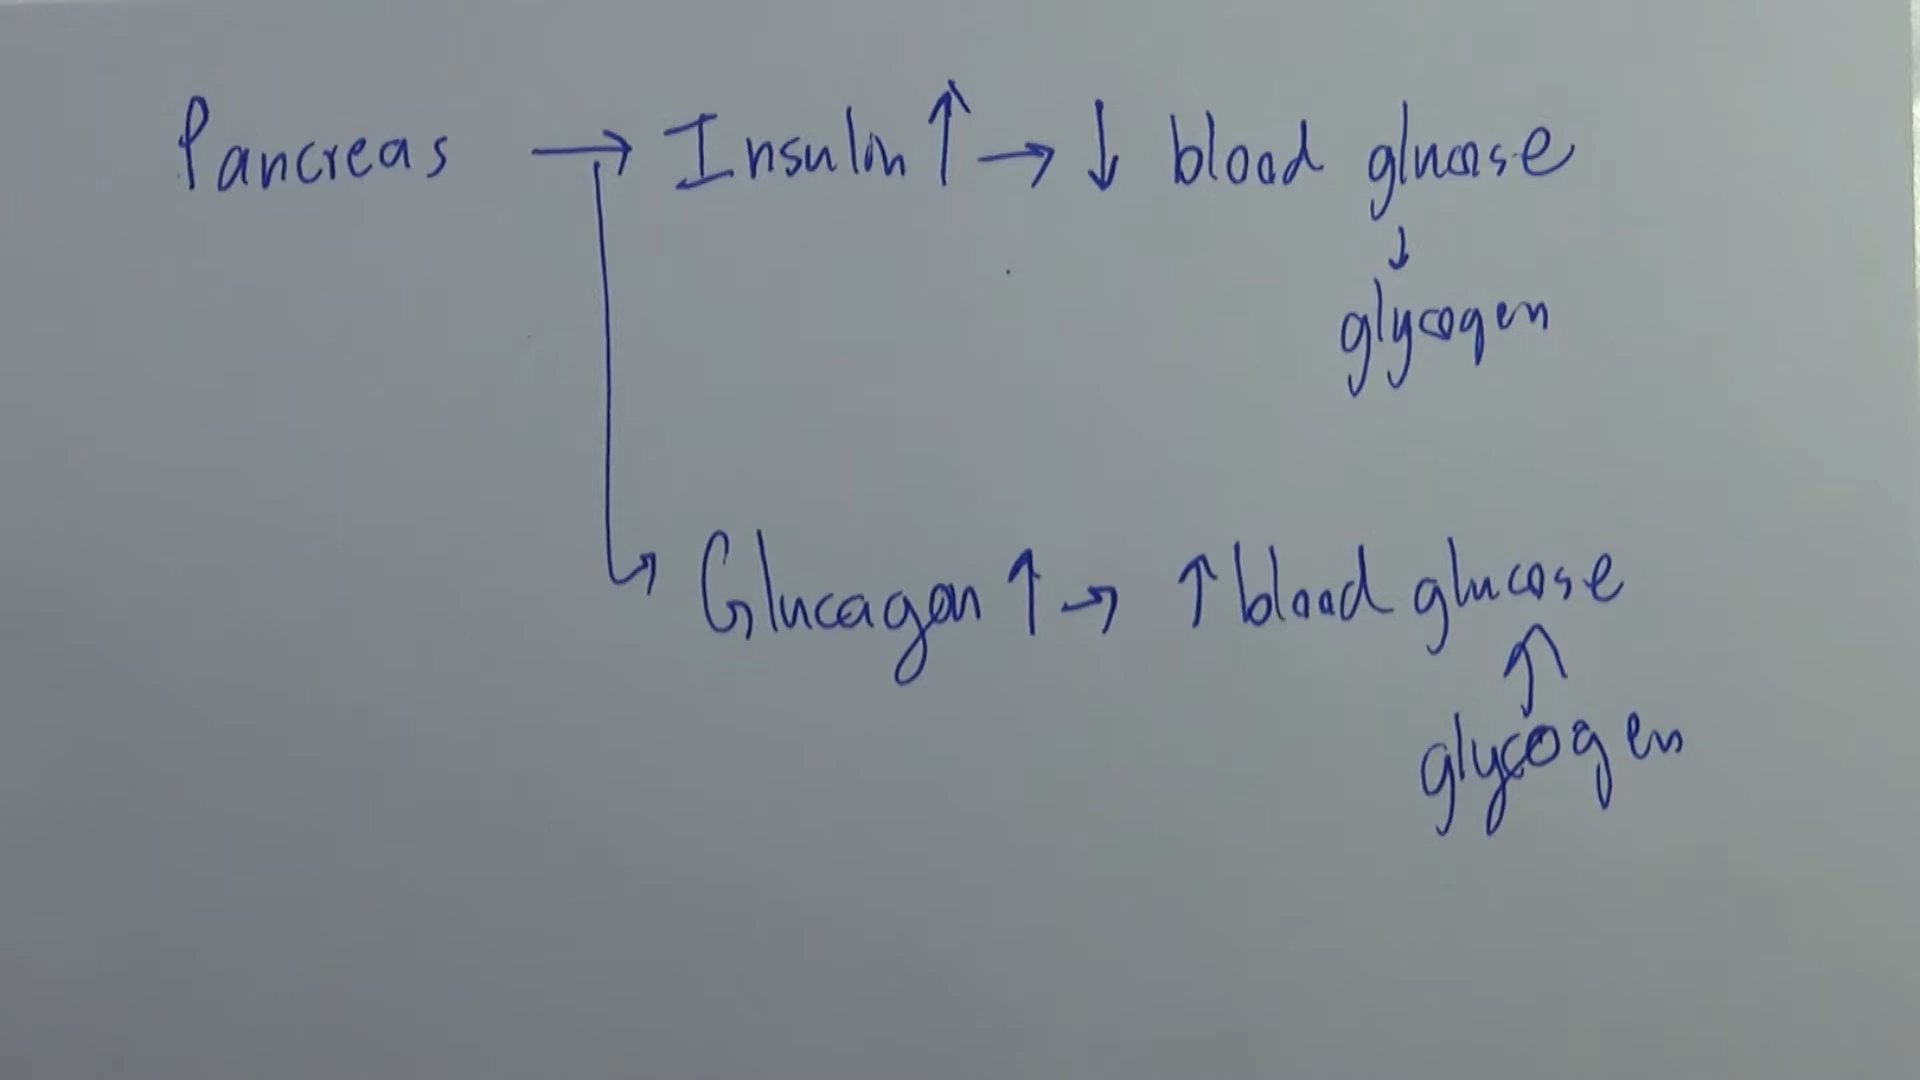 Pancreas → Insulin ↑ → ↓ blood glucose
↓
glycogen
Glucagon ↑ → ↑ blood glucose
↑
glycogen